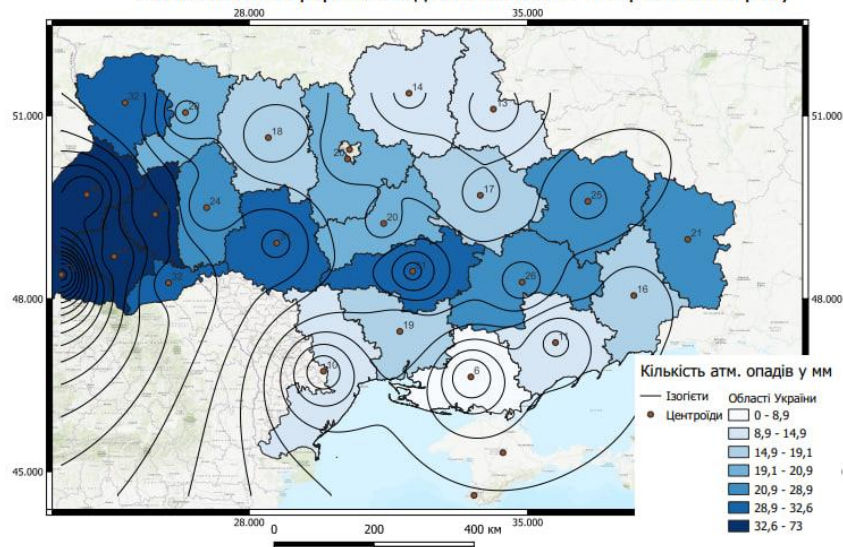 28.000
35.000
51.000
51.000
48.000
48.000
45.000
32
14
13
18
17
24
20
25
21
32
26
16
19
11
10
6
Кількість атм. опадів у мм
Ізогієти
Центроїди
Області України
0 - 8,9
8,9 - 14,9
14,9 - 19,1
19,1 - 20,9
20,9 - 28,9
28,9 - 32,6
32,6 - 73
28.000
35.000
0
200
400 км